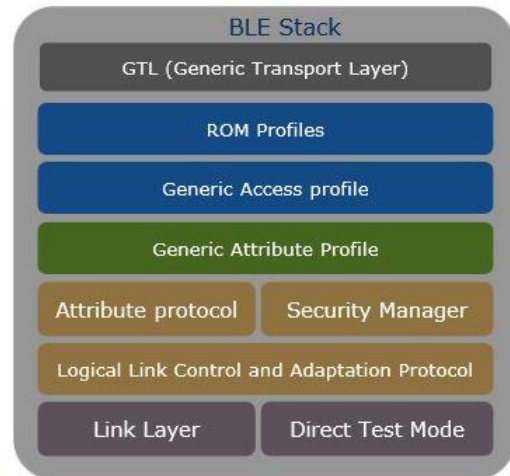 BLE Stack
GTL (Generic Transport Layer)
ROM Profiles
Generic Access profile
Generic Attribute Profile
Attribute protocol
Security Manager
Logical Link Control and Adaptation Protocol
Link Layer
Direct Test Mode